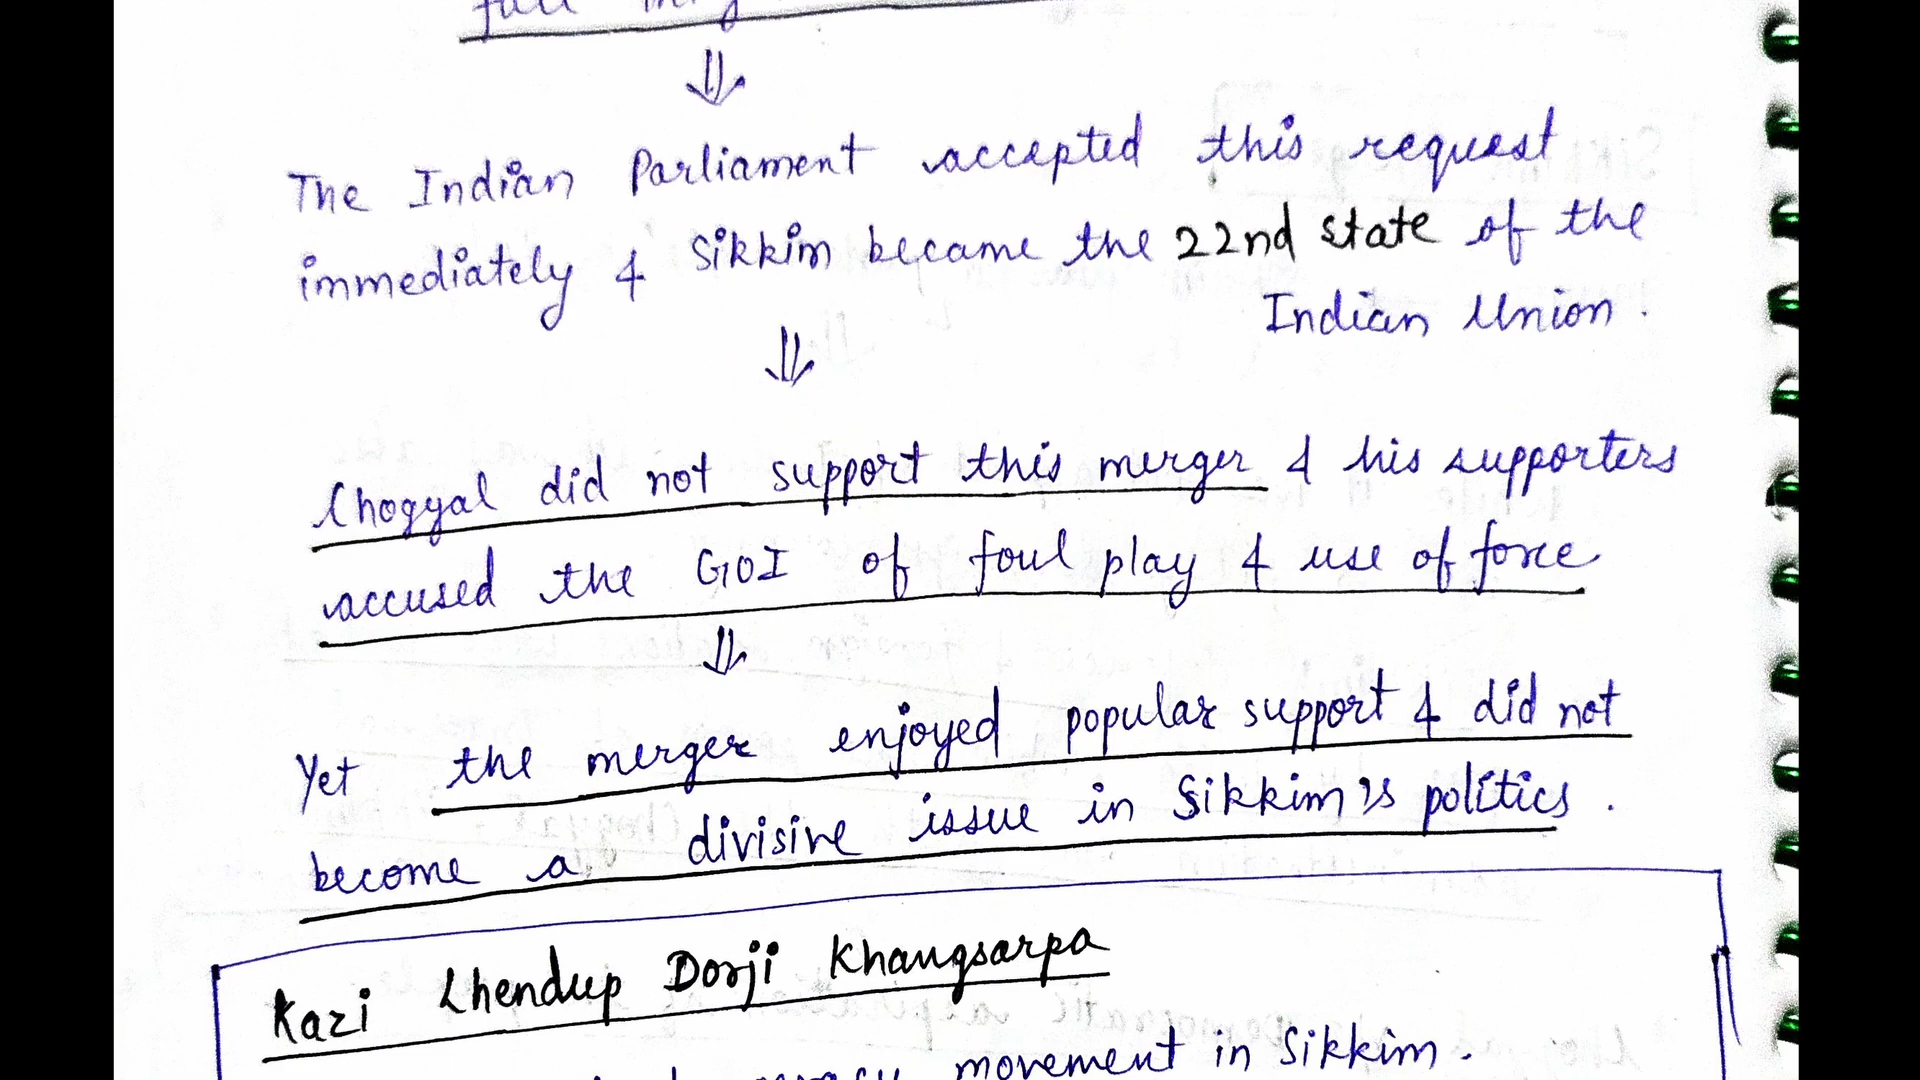 full
⇓
The Indian Parliament accepted this request
immediately & Sikkim became the 22nd state of the
Indian Union.
⇓
Chogyal did not support this merger & his supporters
accused the GOI of foul play & use of force
⇓
Yet the merger enjoyed popular support & did not
become a divisive issue in Sikkim's politics.
Kazi Lhendup Dorji Khangsarpa
movement in Sikkim.